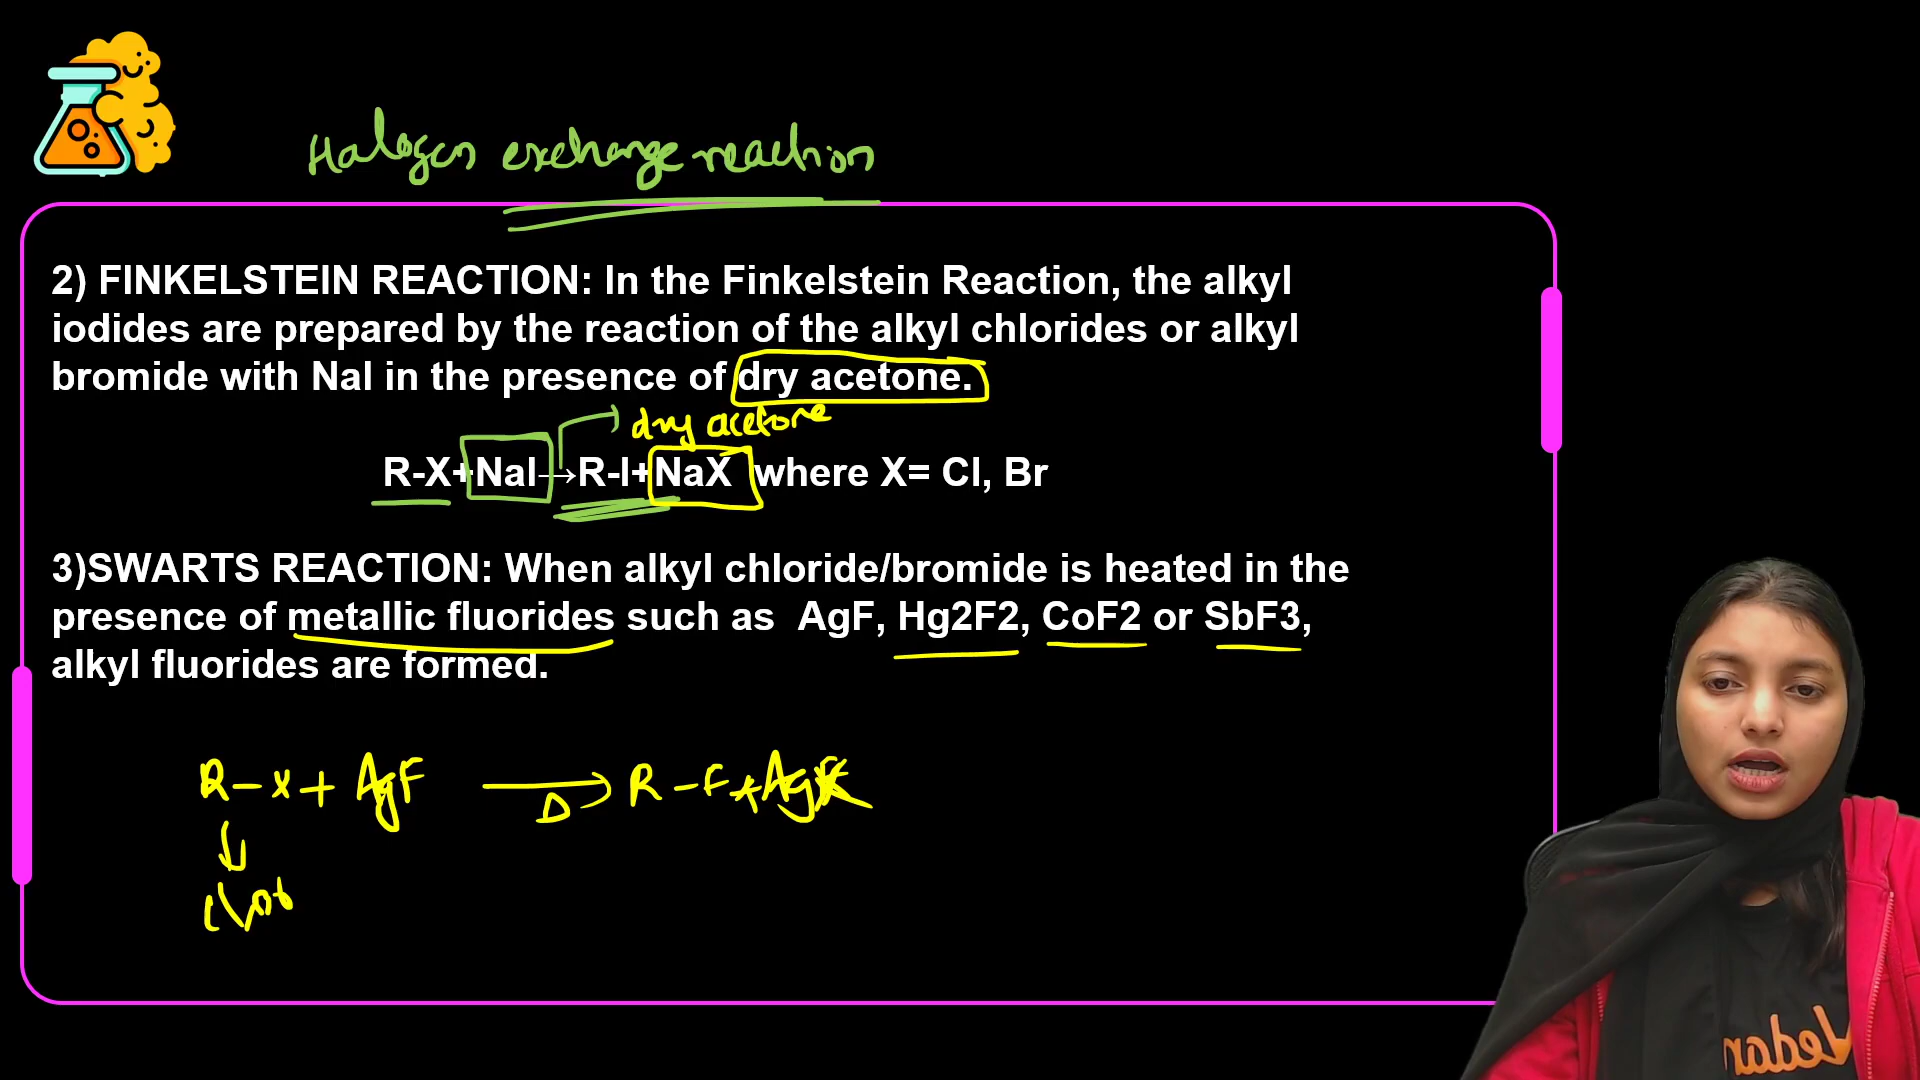 Halogen exchange reaction
2) FINKELSTEIN REACTION: In the Finkelstein Reaction, the alkyl
iodides are prepared by the reaction of the alkyl chlorides or alkyl
bromide with NaI in the presence of dry acetone.
dry acetone
R-X+NaI→R-I+NaX where X= Cl, Br
3)SWARTS REACTION: When alkyl chloride/bromide is heated in the
presence of metallic fluorides such as AgF, Hg2F2, CoF2 or SbF3,
alkyl fluorides are formed.
R-X + AgF → R-F + Ag
Δ
Vedan